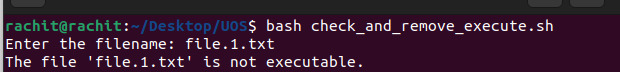 rachit@rachit:~/Desktop/UOS$ bash check_and_remove_execute.sh
Enter the filename: file.1.txt
The file 'file.1.txt' is not executable.